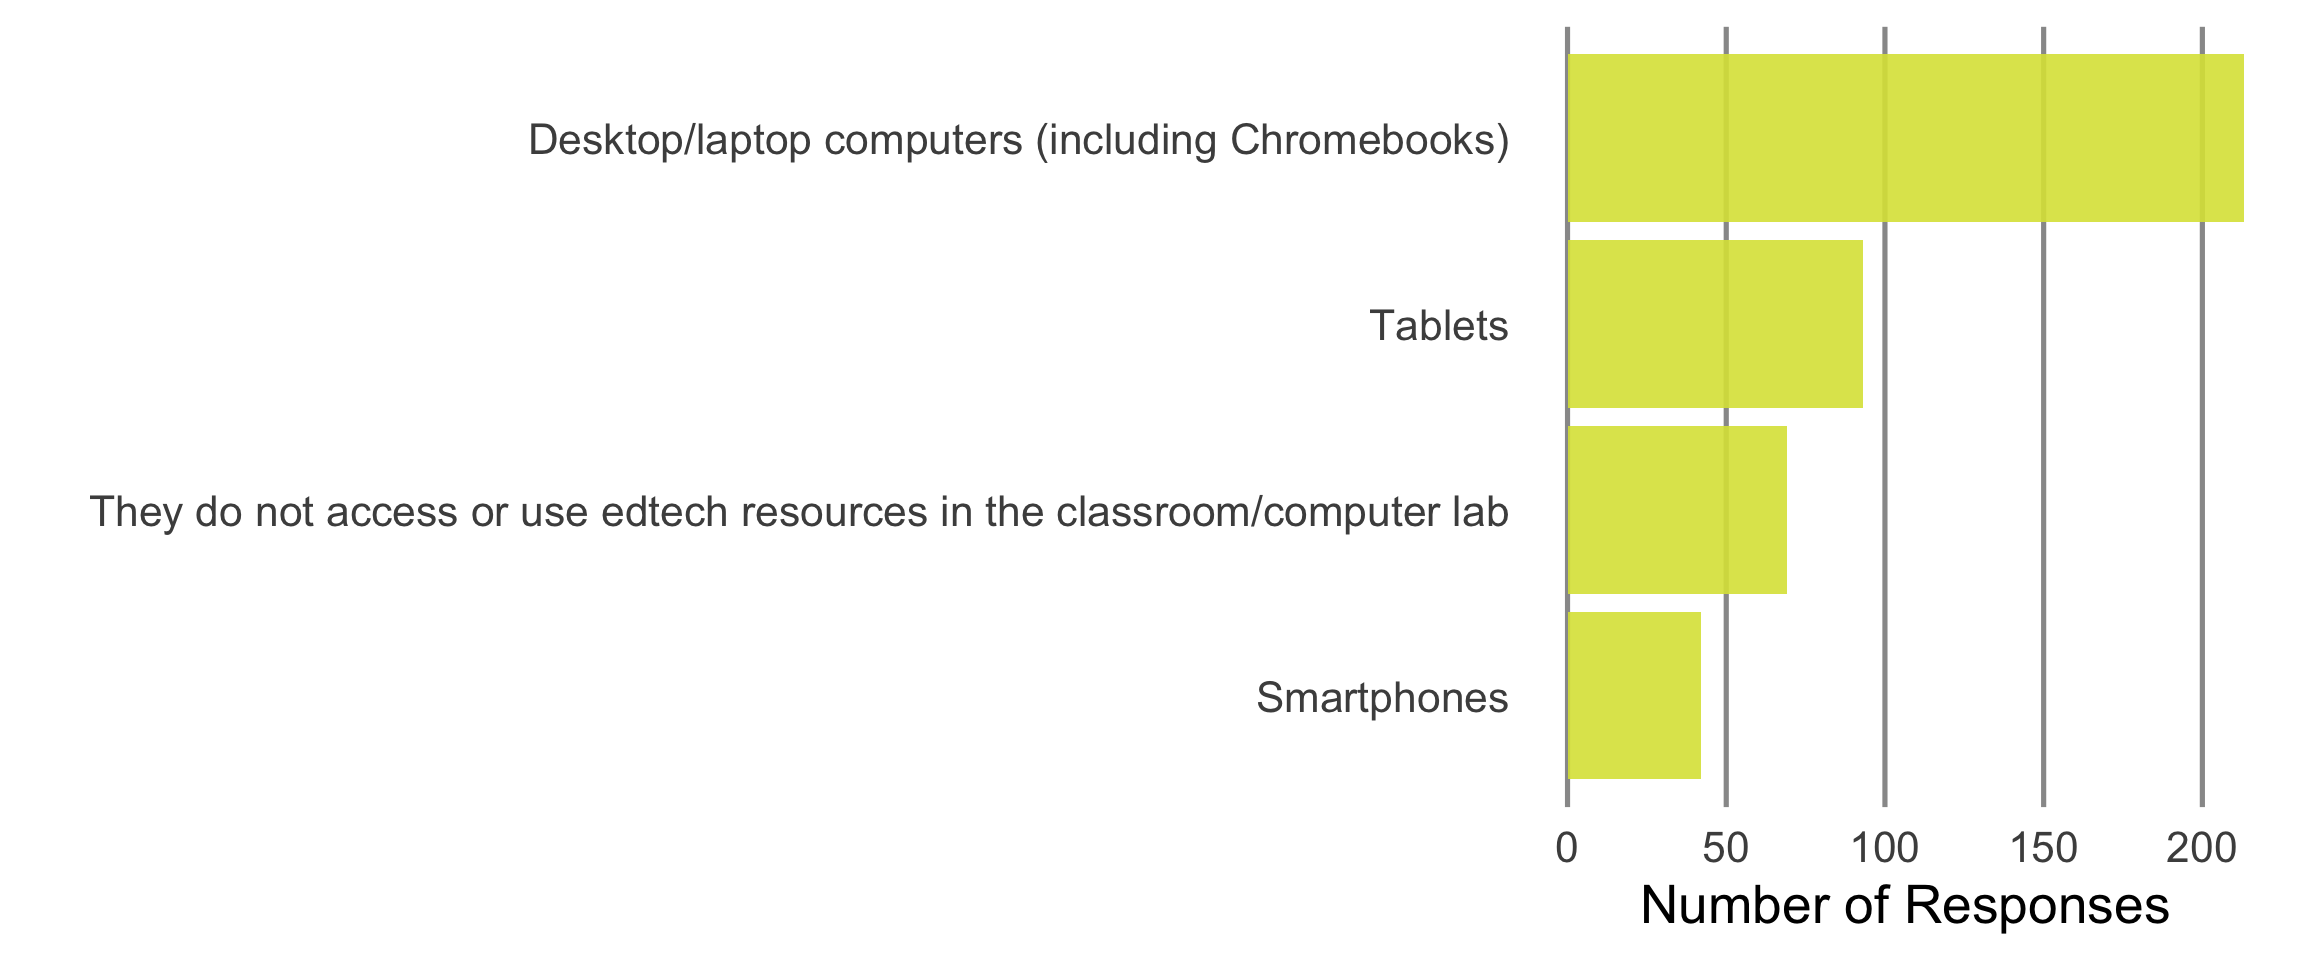 Desktop/laptop computers (including Chromebooks)
Tablets
They do not access or use edtech resources in the classroom/computer lab
Smartphones
0 50 100 150 200
Number of Responses